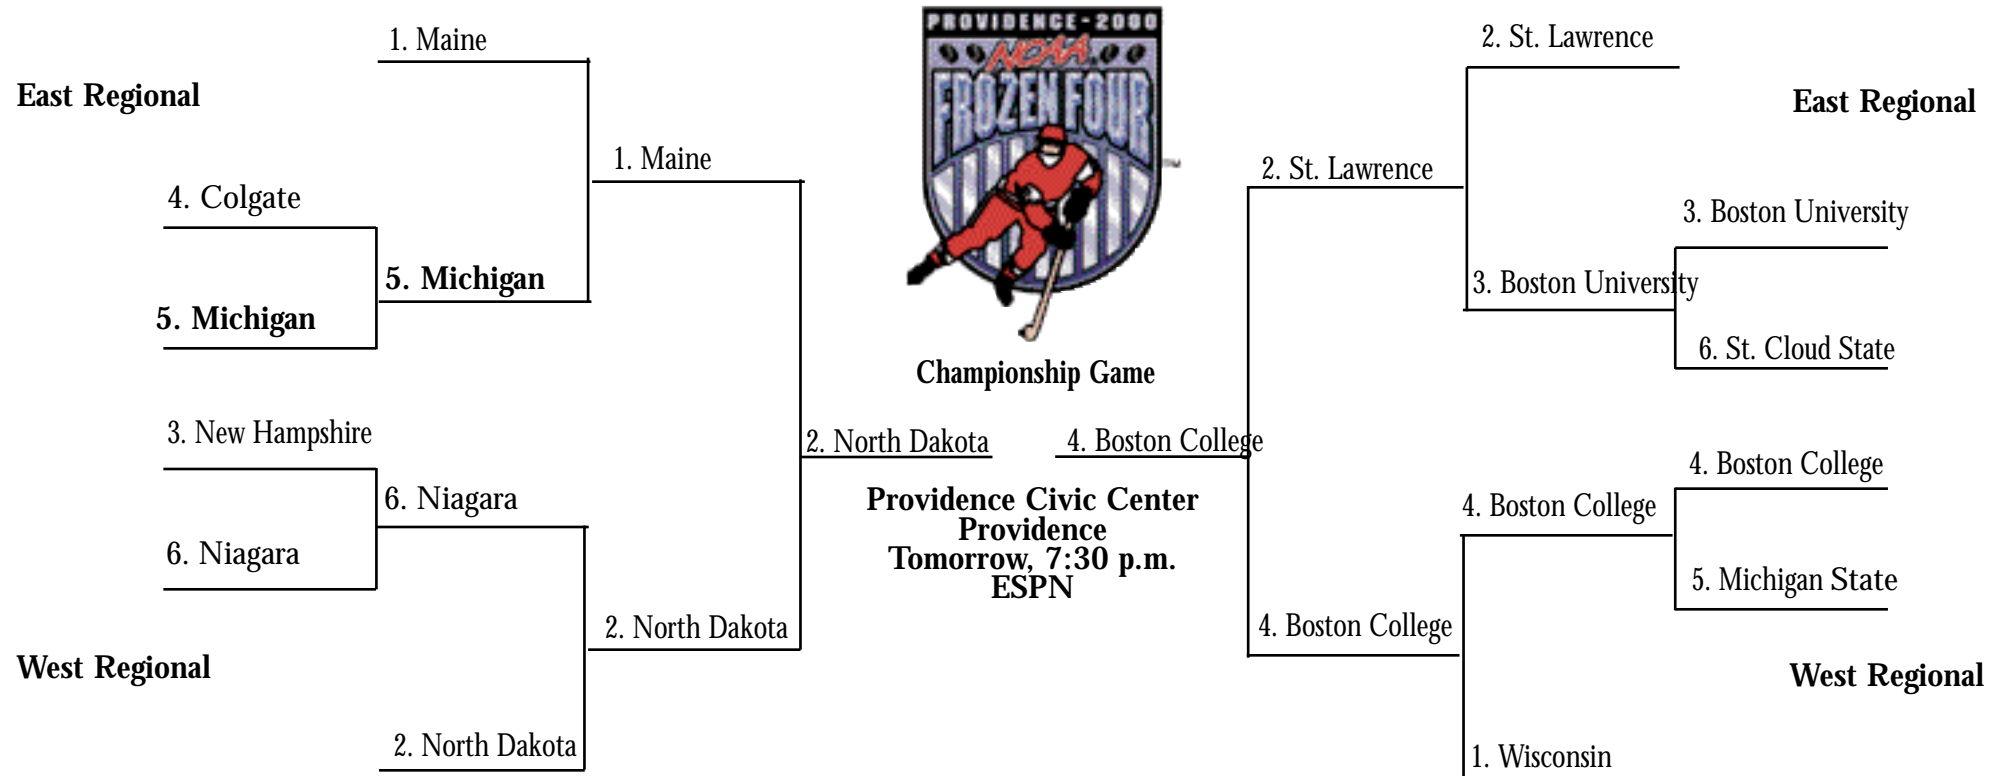 1. Maine
East Regional
1. Maine
4. Colgate
5. Michigan
5. Michigan
3. New Hampshire
6. Niagara
6. Niagara
2. North Dakota
West Regional
2. North Dakota
PROVIDENCE-2000
NCAA
FROZEN FOUR
TM
Championship Game
2. North Dakota
4. Boston College
Providence Civic Center
Providence
Tomorrow, 7:30 p.m.
ESPN
2. St. Lawrence
East Regional
2. St. Lawrence
3. Boston University
3. Boston University
6. St. Cloud State
4. Boston College
4. Boston College
5. Michigan State
4. Boston College
West Regional
1. Wisconsin